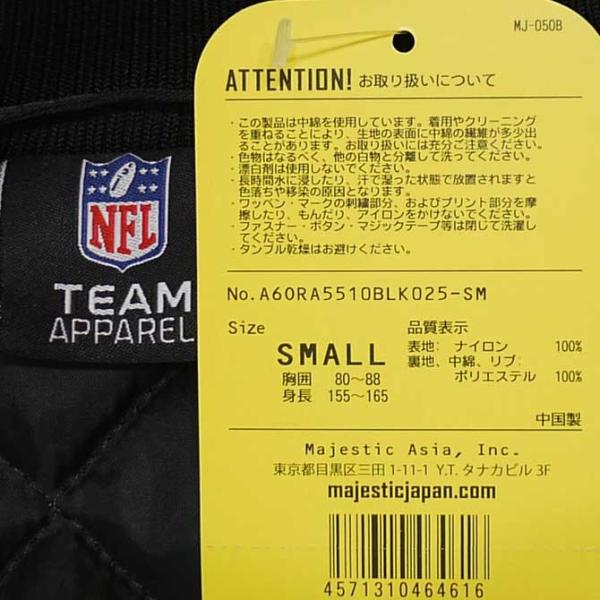 MJ-050B
ATTENTION! お取り扱いについて
・この製品は中綿を使用しています。着用やクリーニング
を重ねることにより、生地の表面に中綿の繊維が多少出
ることがあります。お取り扱いには充分ご注意ください。
・色物はなるべく、他の白物と分離して洗ってください。
・漂白剤は使用しないでください。
・長時間水に浸したり、汗で湿った状態で放置されますと
色落ちや移染の原因となります。
・ワッペン・マークの刺繍部分、およびプリント部分を摩
擦したり、もんだり、アイロンをかけないでください。
・ファスナー・ボタン・マジックテープ等は閉じて洗濯し
てください。
・タンブル乾燥はお避けください。
No.A60RA5510BLK025-SM
Size
SMALL
胸囲 80〜88
身長 155〜165
品質表示
表地: ナイロン 100%
裏地、中綿、リブ:
ポリエステル 100%
中国製
Majestic Asia, Inc.
東京都目黒区三田 1-11-1 Y.T. タナカビル 3F
majesticjapan.com
4571310464616
NFL
TEAM
APPAREL